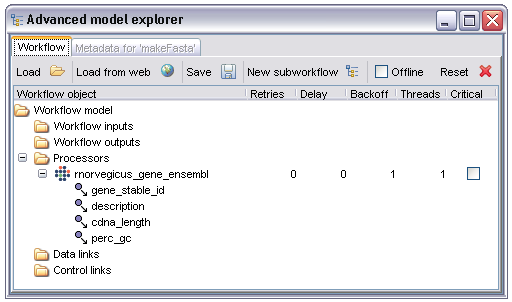 Advanced model explorer
Workflow Metadata for 'makeFasta'
Load Load from web Save New subworkflow Offline Reset
Workflow object Retries Delay Backoff Threads Critical
Workflow model
Workflow inputs
Workflow outputs
Processors
rnorvegicus_gene_ensembl 0 0 1 1
gene_stable_id
description
cdna_length
perc_gc
Data links
Control links